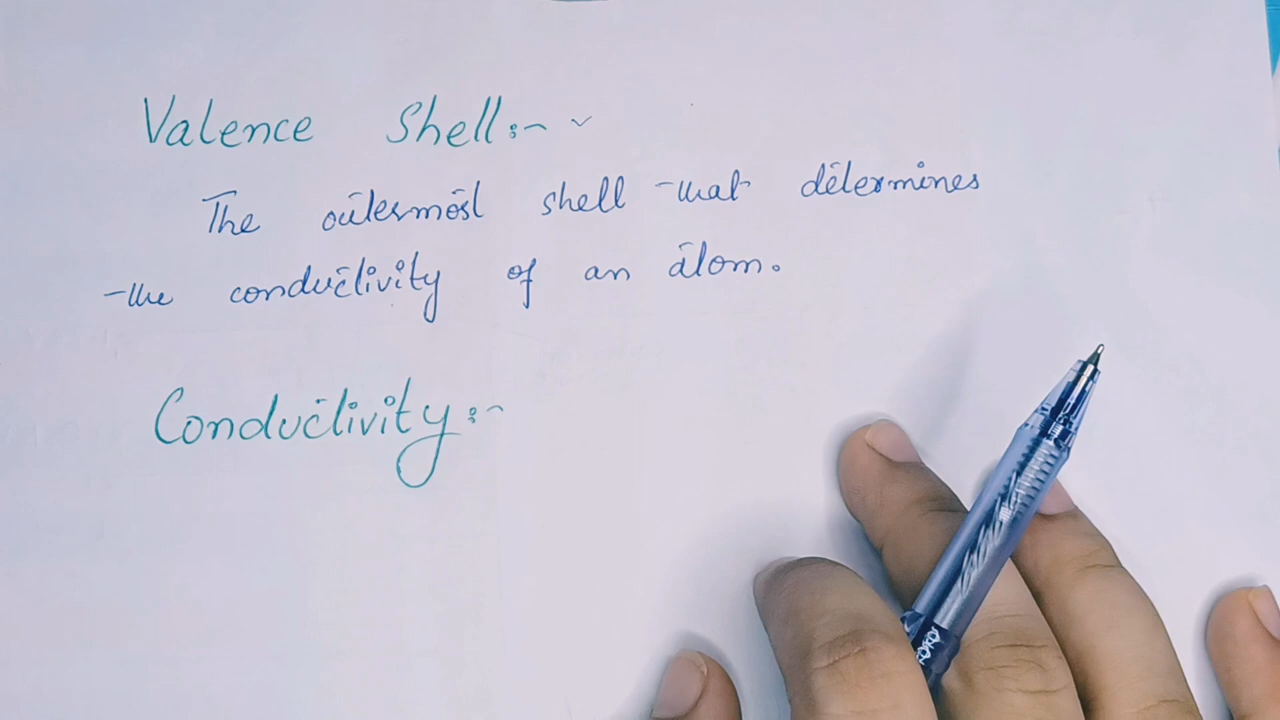 Valence Shell:-
The outermost shell that determines
the conductivity of an atom.
Conductivity:-